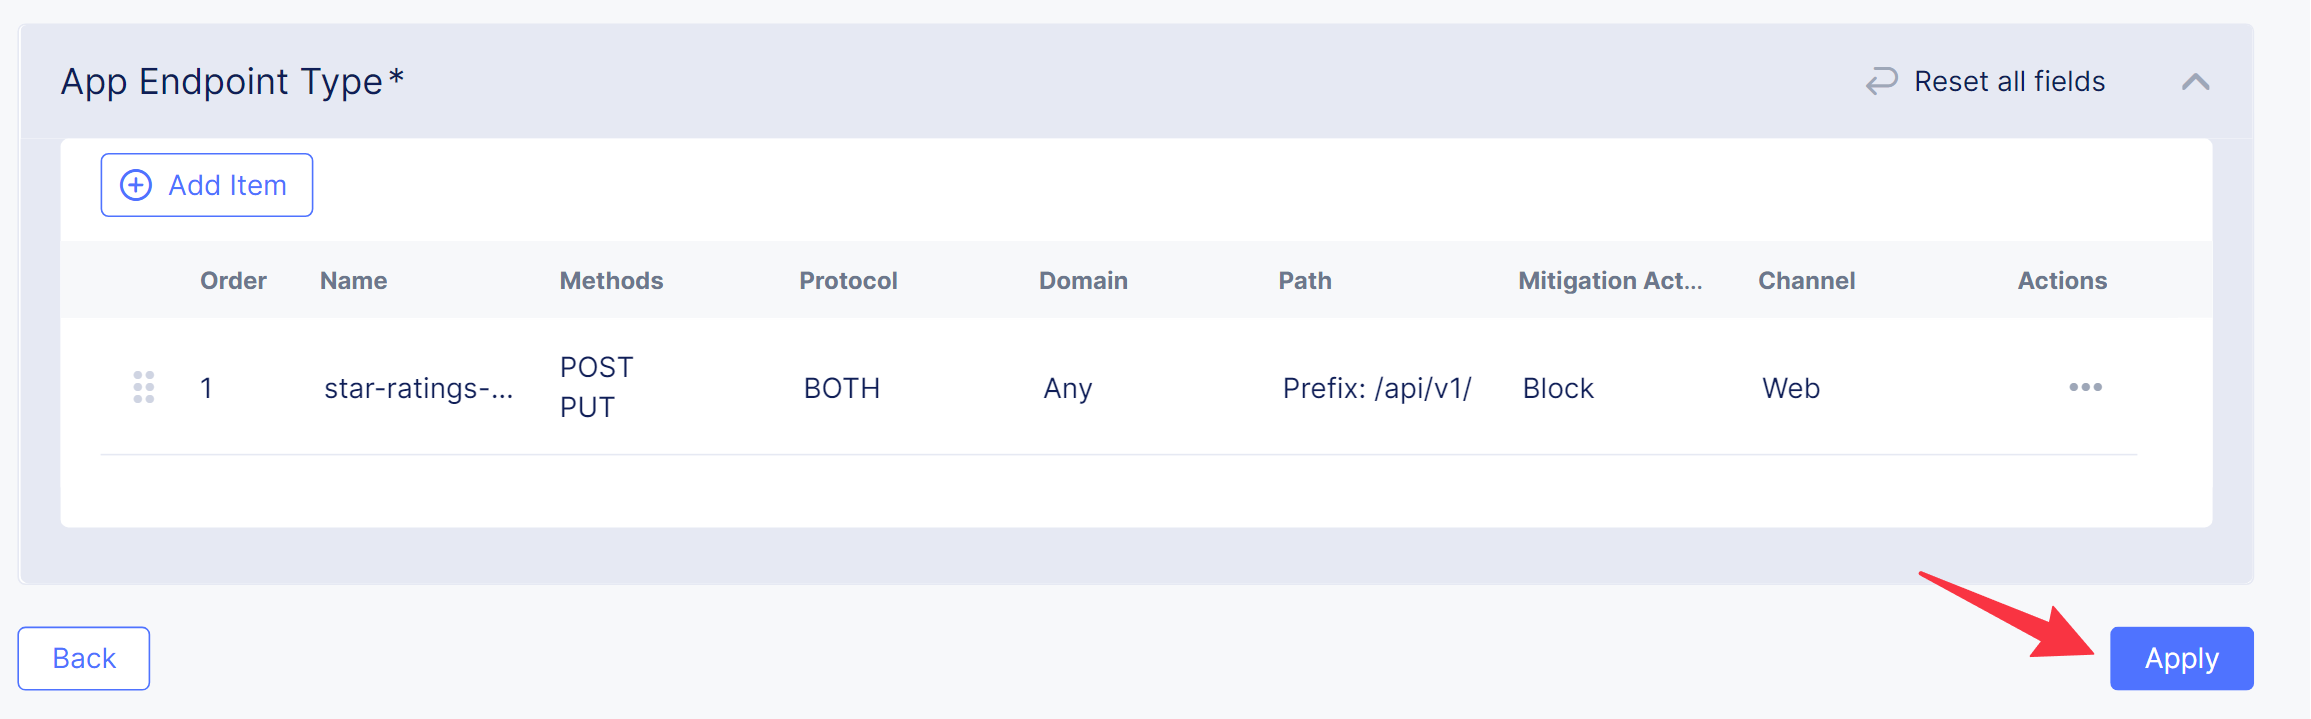 App Endpoint Type*
Reset all fields
Add Item
Order Name Methods Protocol Domain Path Mitigation Act... Channel Actions
1 star-ratings-... POST PUT BOTH Any Prefix: /api/v1/ Block Web
Back
Apply